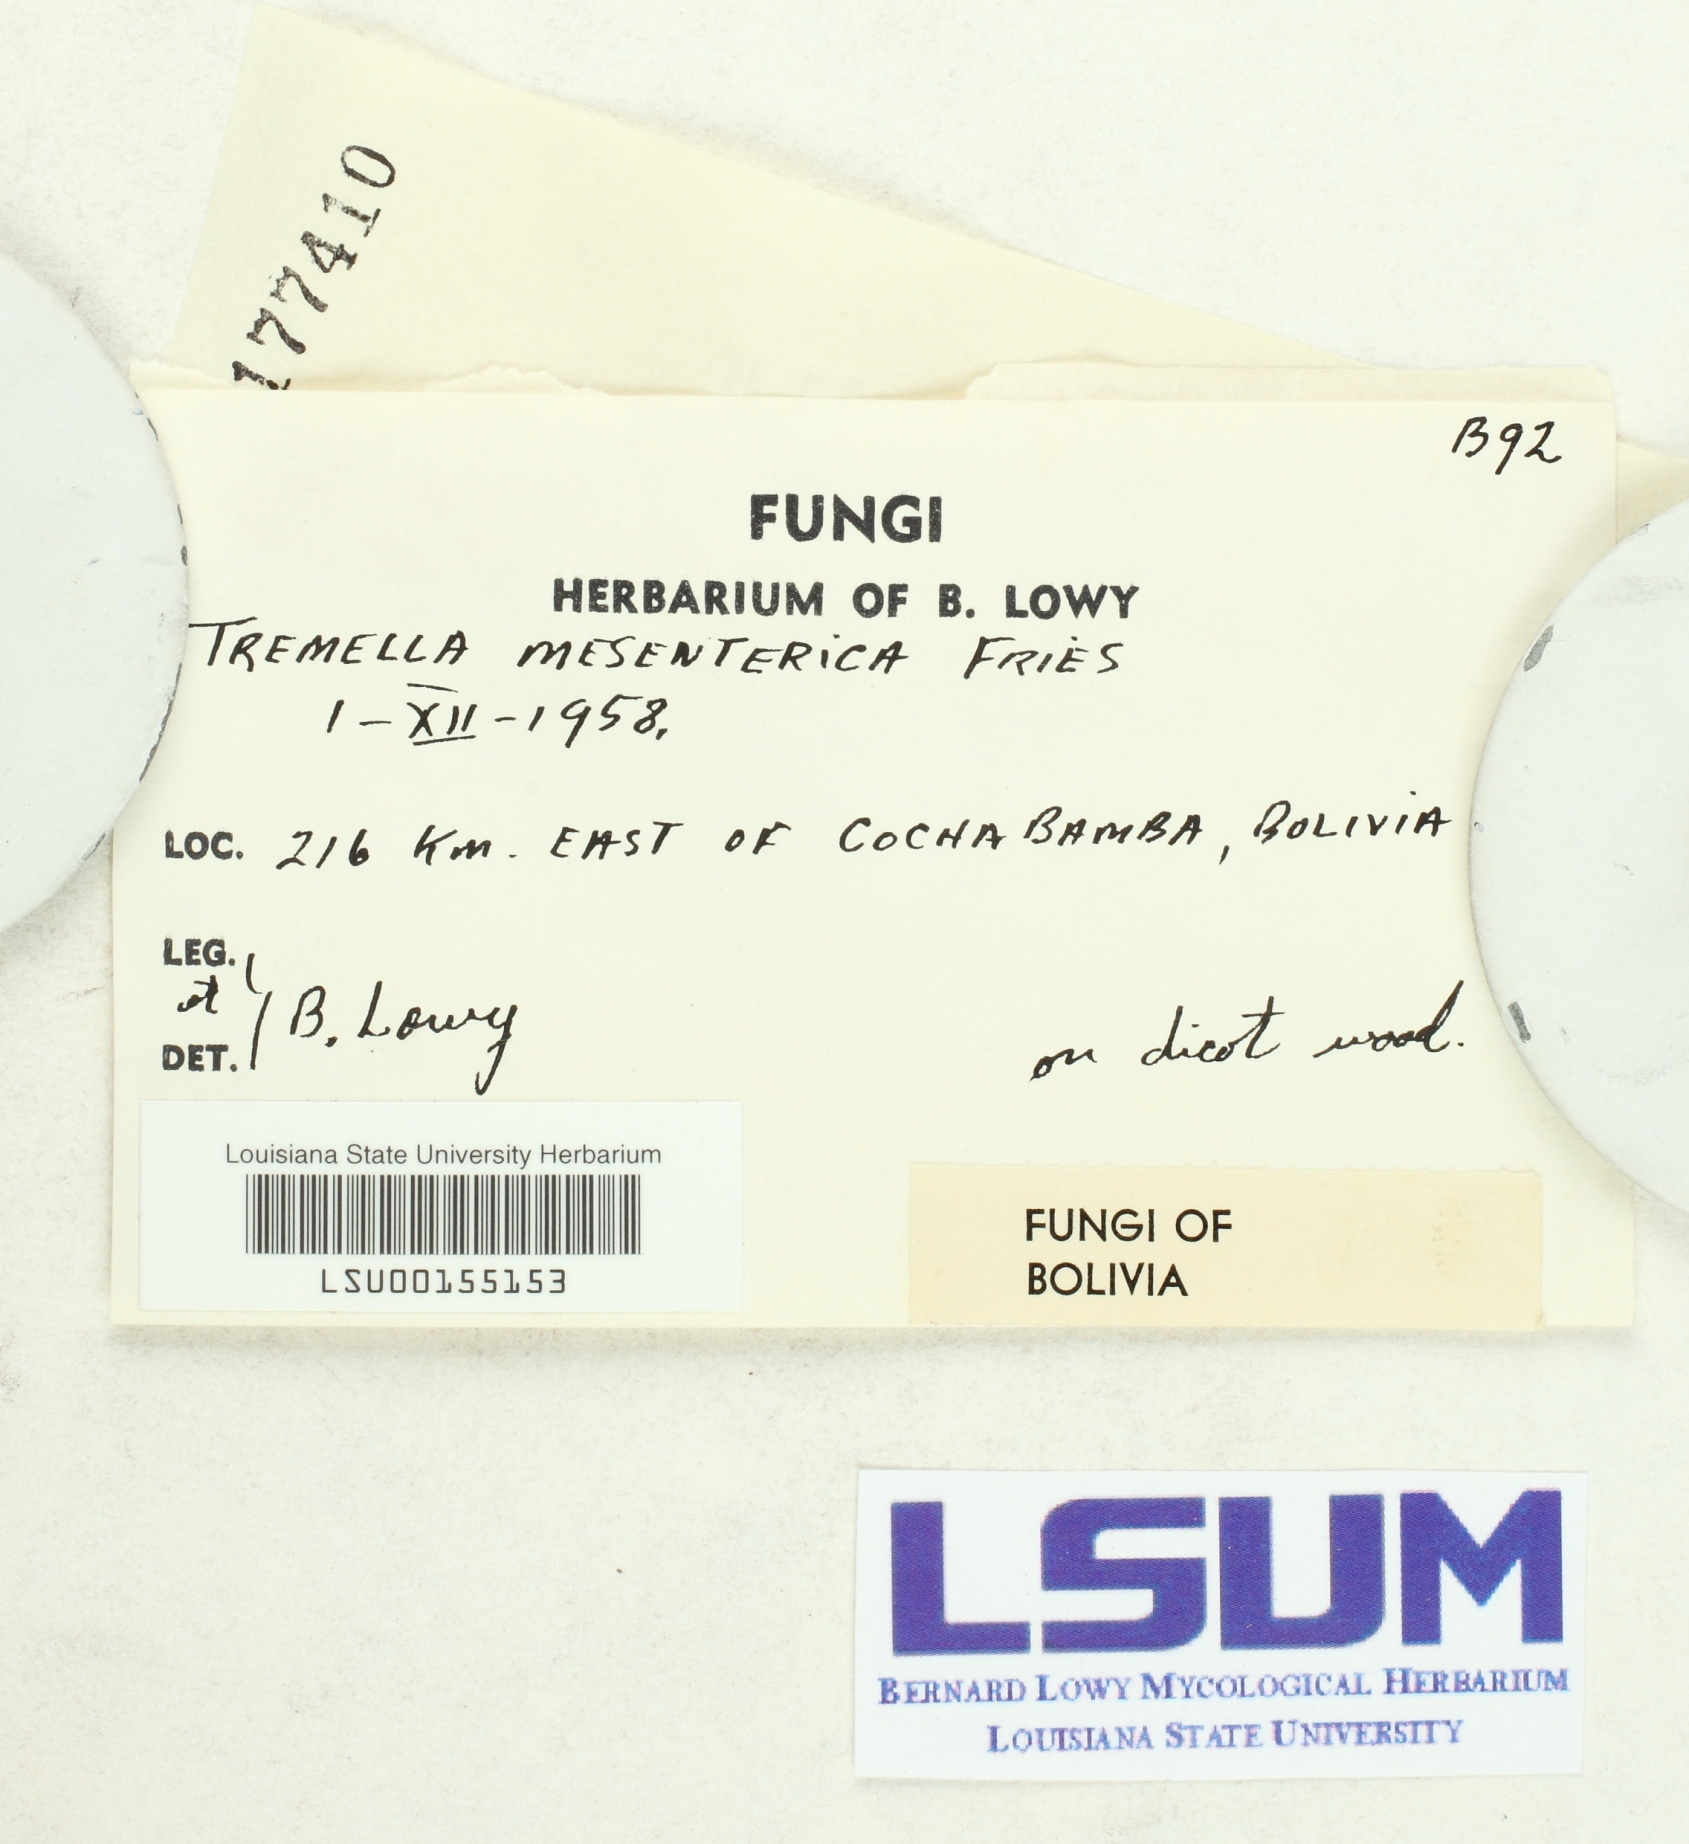 177410
B92
FUNGI
HERBARIUM OF B. LOWY
TREMELLA MESENTERICA FRIES
1-XII-1958.
LOC. 216 Km. EAST OF COCHABAMBA, BOLIVIA
LEG.
et
B. Lowy
DET.
on dicot wood.
Louisiana State University Herbarium
LSU00155153
FUNGI OF
BOLIVIA
LSUM
BERNARD LOWY MYCOLOGICAL HERBARIUM
LOUISIANA STATE UNIVERSITY